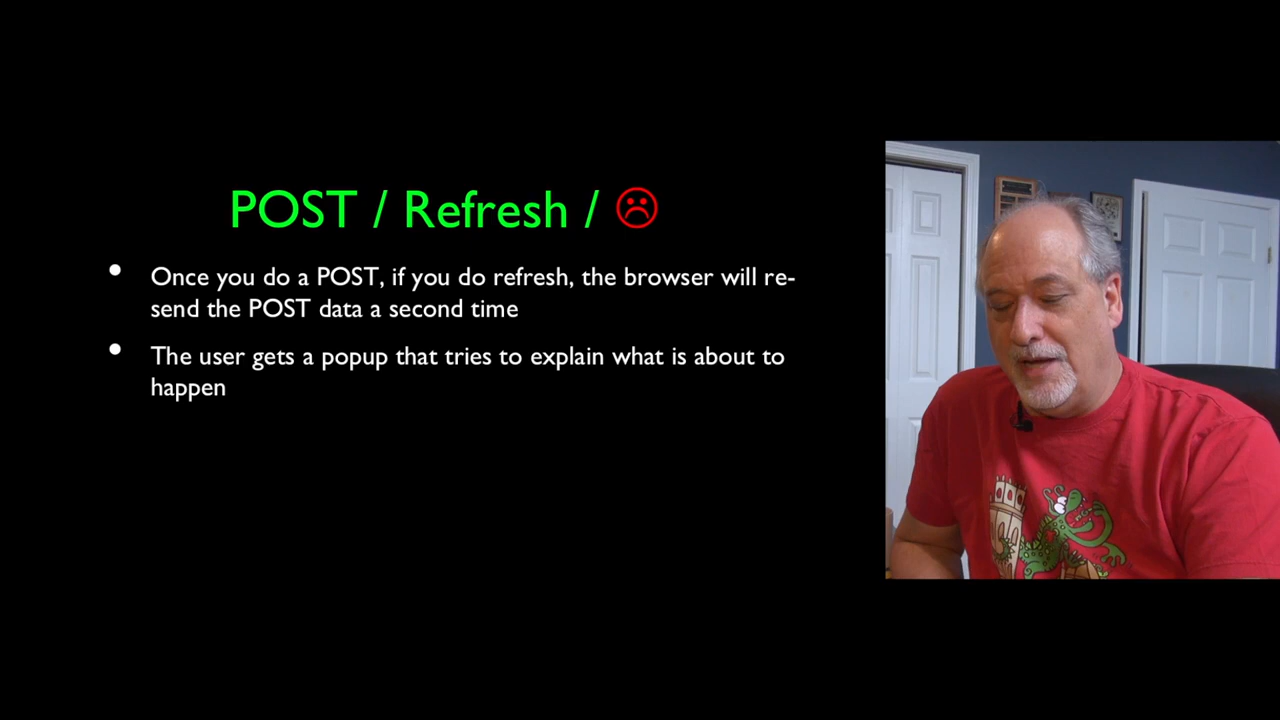 POST / Refresh / ☹
• Once you do a POST, if you do refresh, the browser will re-
send the POST data a second time
• The user gets a popup that tries to explain what is about to
happen